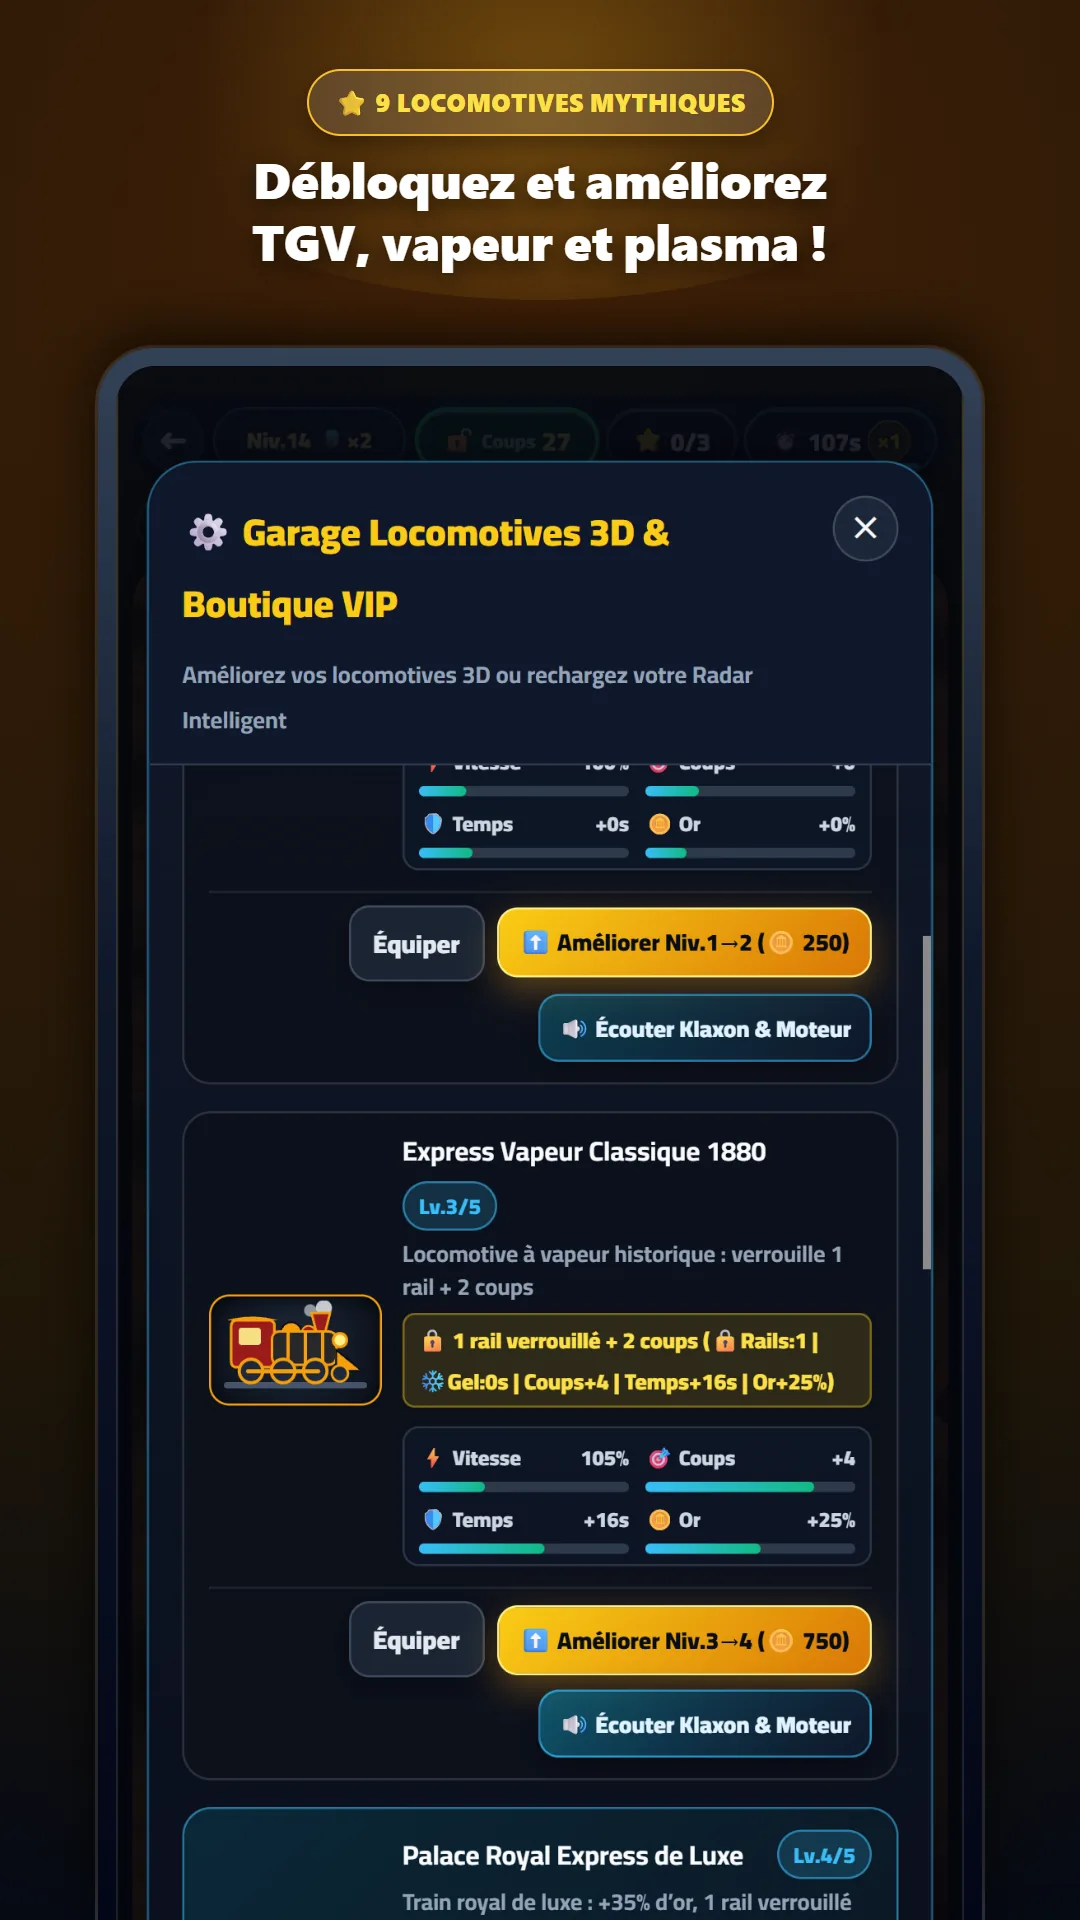 ⭐ 9 LOCOMOTIVES MYTHIQUES
Débloquez et améliorez
TGV, vapeur et plasma !
Niv.14 ×2
Coups 27
0/3
107s ×1
Garage Locomotives 3D &
Boutique VIP
Améliorez vos locomotives 3D ou rechargez votre Radar
Intelligent
Temps +0s
Or +0%
Équiper
Améliorer Niv.1→2 ( 250)
Écouter Klaxon & Moteur
Express Vapeur Classique 1880
Lv.3/5
Locomotive à vapeur historique : verrouille 1
rail + 2 coups
1 rail verrouillé + 2 coups ( Rails:1 |
Gel:0s | Coups+4 | Temps+16s | Or+25%)
Vitesse 105%
Coups +4
Temps +16s
Or +25%
Équiper
Améliorer Niv.3→4 ( 750)
Écouter Klaxon & Moteur
Palace Royal Express de Luxe
Lv.4/5
Train royal de luxe : +35% d'or, 1 rail verrouillé